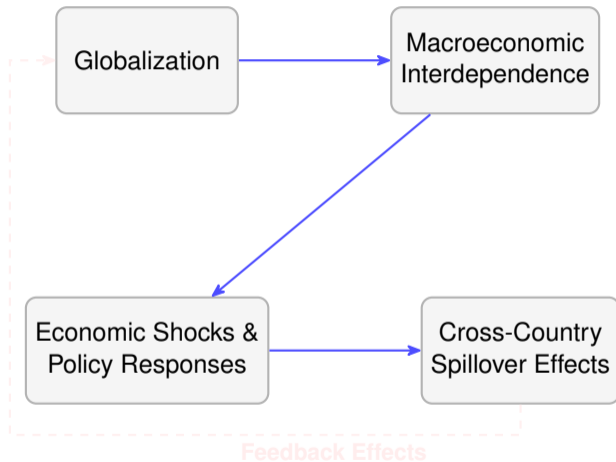 Globalization
Macroeconomic
Interdependence
Economic Shocks &
Policy Responses
Cross-Country
Spillover Effects
Feedback Effects